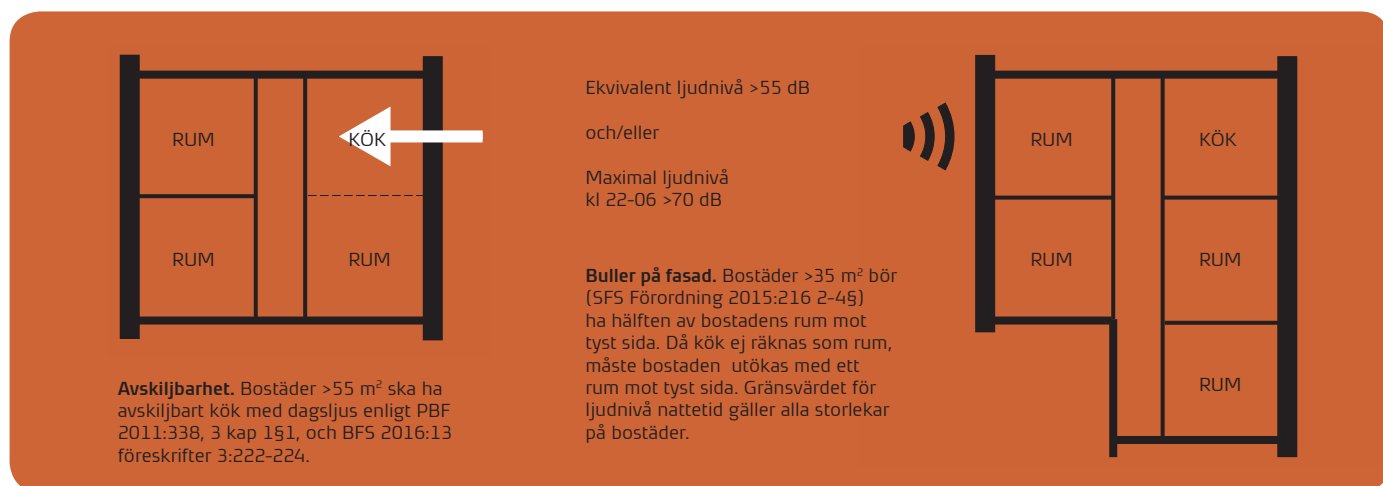 RUM
KÖK
RUM
RUM
Avskiljbarhet. Bostäder >55 m² ska ha
avskiljbart kök med dagsljus enligt PBF
2011:338, 3 kap 1§1, och BFS 2016:13
föreskrifter 3:222-224.
Ekvivalent ljudnivå >55 dB
och/eller
Maximal ljudnivå
kl 22-06 >70 dB
Buller på fasad. Bostäder >35 m² bör
(SFS Förordning 2015:216 2-4§)
ha hälften av bostadens rum mot
tyst sida. Då kök ej räknas som rum,
måste bostaden utökas med ett
rum mot tyst sida. Gränsvärdet för
ljudnivå nattetid gäller alla storlekar
på bostäder.
RUM
KÖK
RUM
RUM
RUM